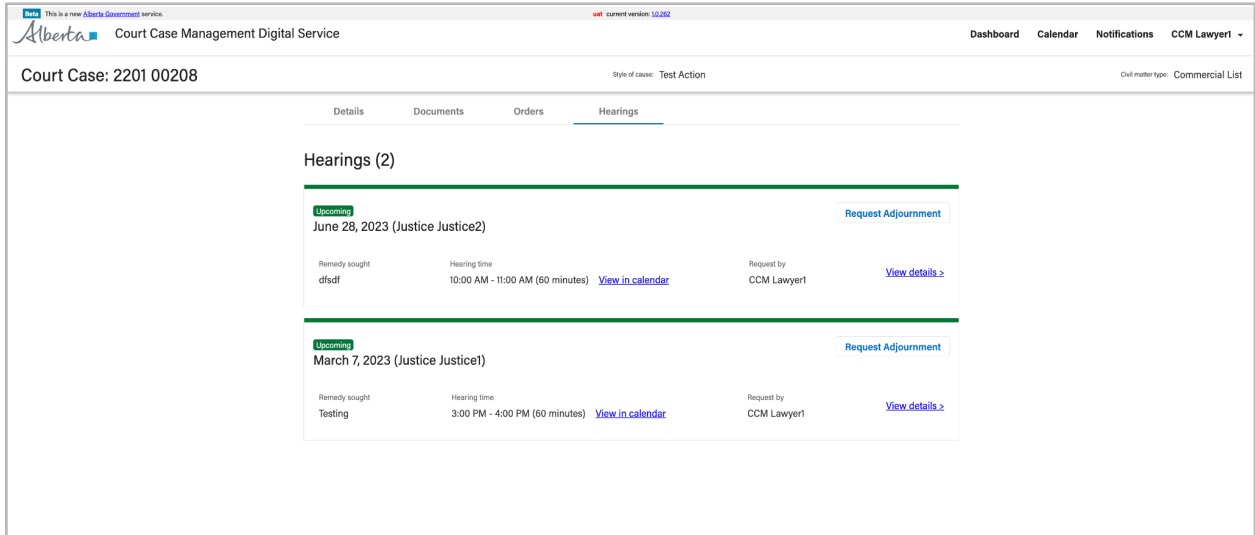 Beta This is a new Alberta Government service. uat current version: 1.0.262
Alberta Court Case Management Digital Service Dashboard Calendar Notifications CCM Lawyer1
Court Case: 2201 00208 Style of cause: Test Action Civil matter type: Commercial List
Details Documents Orders Hearings
Hearings (2)
Upcoming
June 28, 2023 (Justice Justice2) Request Adjournment
Remedy sought Hearing time Request by
dfsdf 10:00 AM - 11:00 AM (60 minutes) View in calendar CCM Lawyer1 View details >
Upcoming
March 7, 2023 (Justice Justice1) Request Adjournment
Remedy sought Hearing time Request by
Testing 3:00 PM - 4:00 PM (60 minutes) View in calendar CCM Lawyer1 View details >